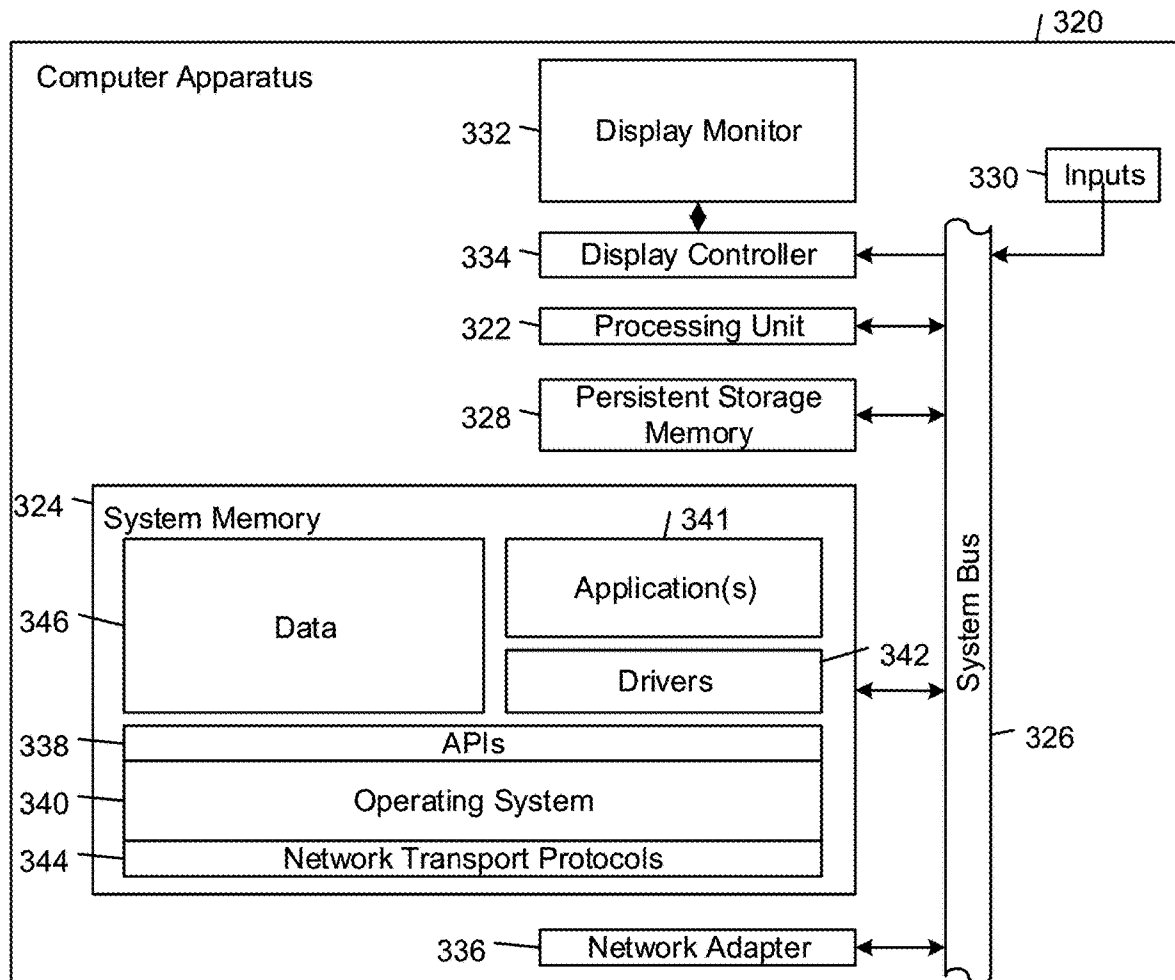 320
Computer Apparatus
332
Display Monitor
330
Inputs
334
Display Controller
322
Processing Unit
328
Persistent Storage
Memory
324
System Memory
341
Application(s)
346
Data
342
Drivers
System Bus
326
338
APIs
340
Operating System
344
Network Transport Protocols
336
Network Adapter